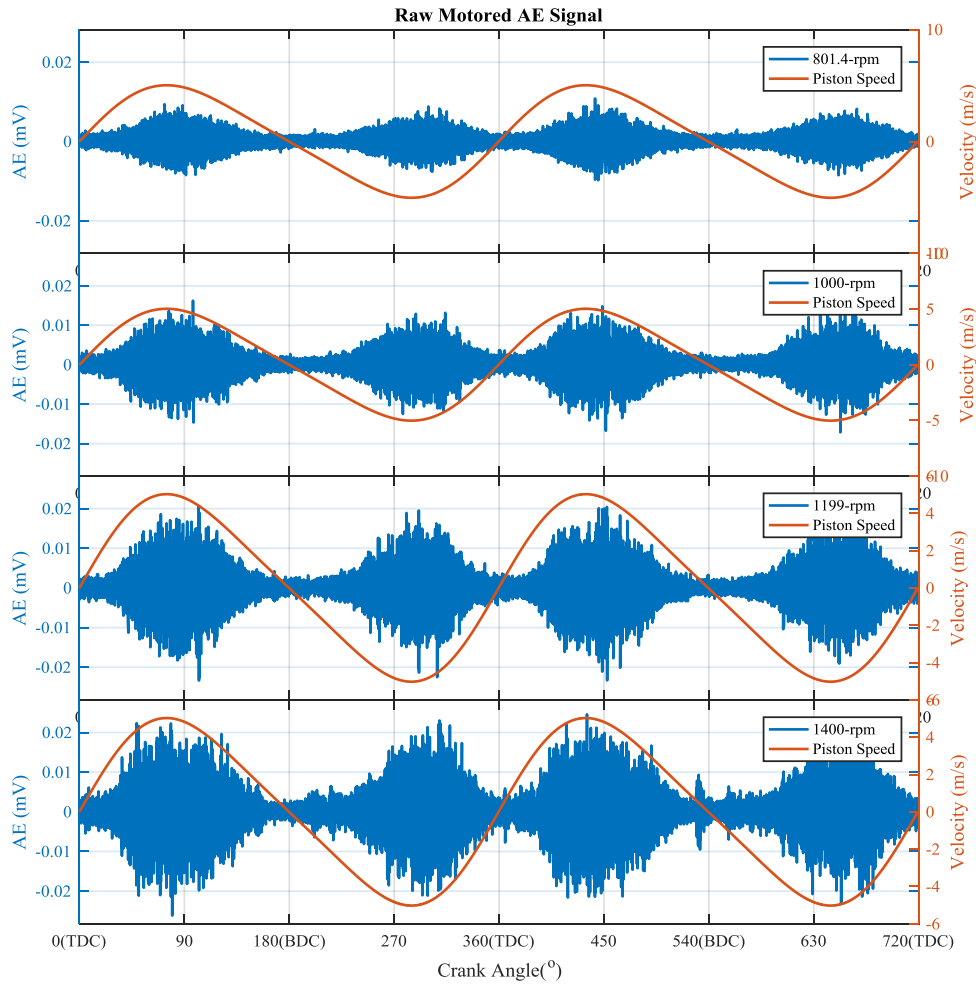 Raw Motored AE Signal
10
0.02
801.4-rpm
Piston Speed
AE (mV)
0
0
Velocity (m/s)
-0.02
-10
0.02
1000-rpm
Piston Speed
5
0.01
AE (mV)
0
0
Velocity (m/s)
-0.01
-5
-0.02
-10
0.02
1199-rpm
Piston Speed
4
0.01
2
AE (mV)
0
0
Velocity (m/s)
-0.01
-2
-0.02
-4
-6
0.02
1400-rpm
Piston Speed
4
0.01
2
AE (mV)
0
0
Velocity (m/s)
-0.01
-2
-0.02
-4
-6
0(TDC) 90 180(BDC) 270 360(TDC) 450 540(BDC) 630 720(TDC)
Crank Angle(o)